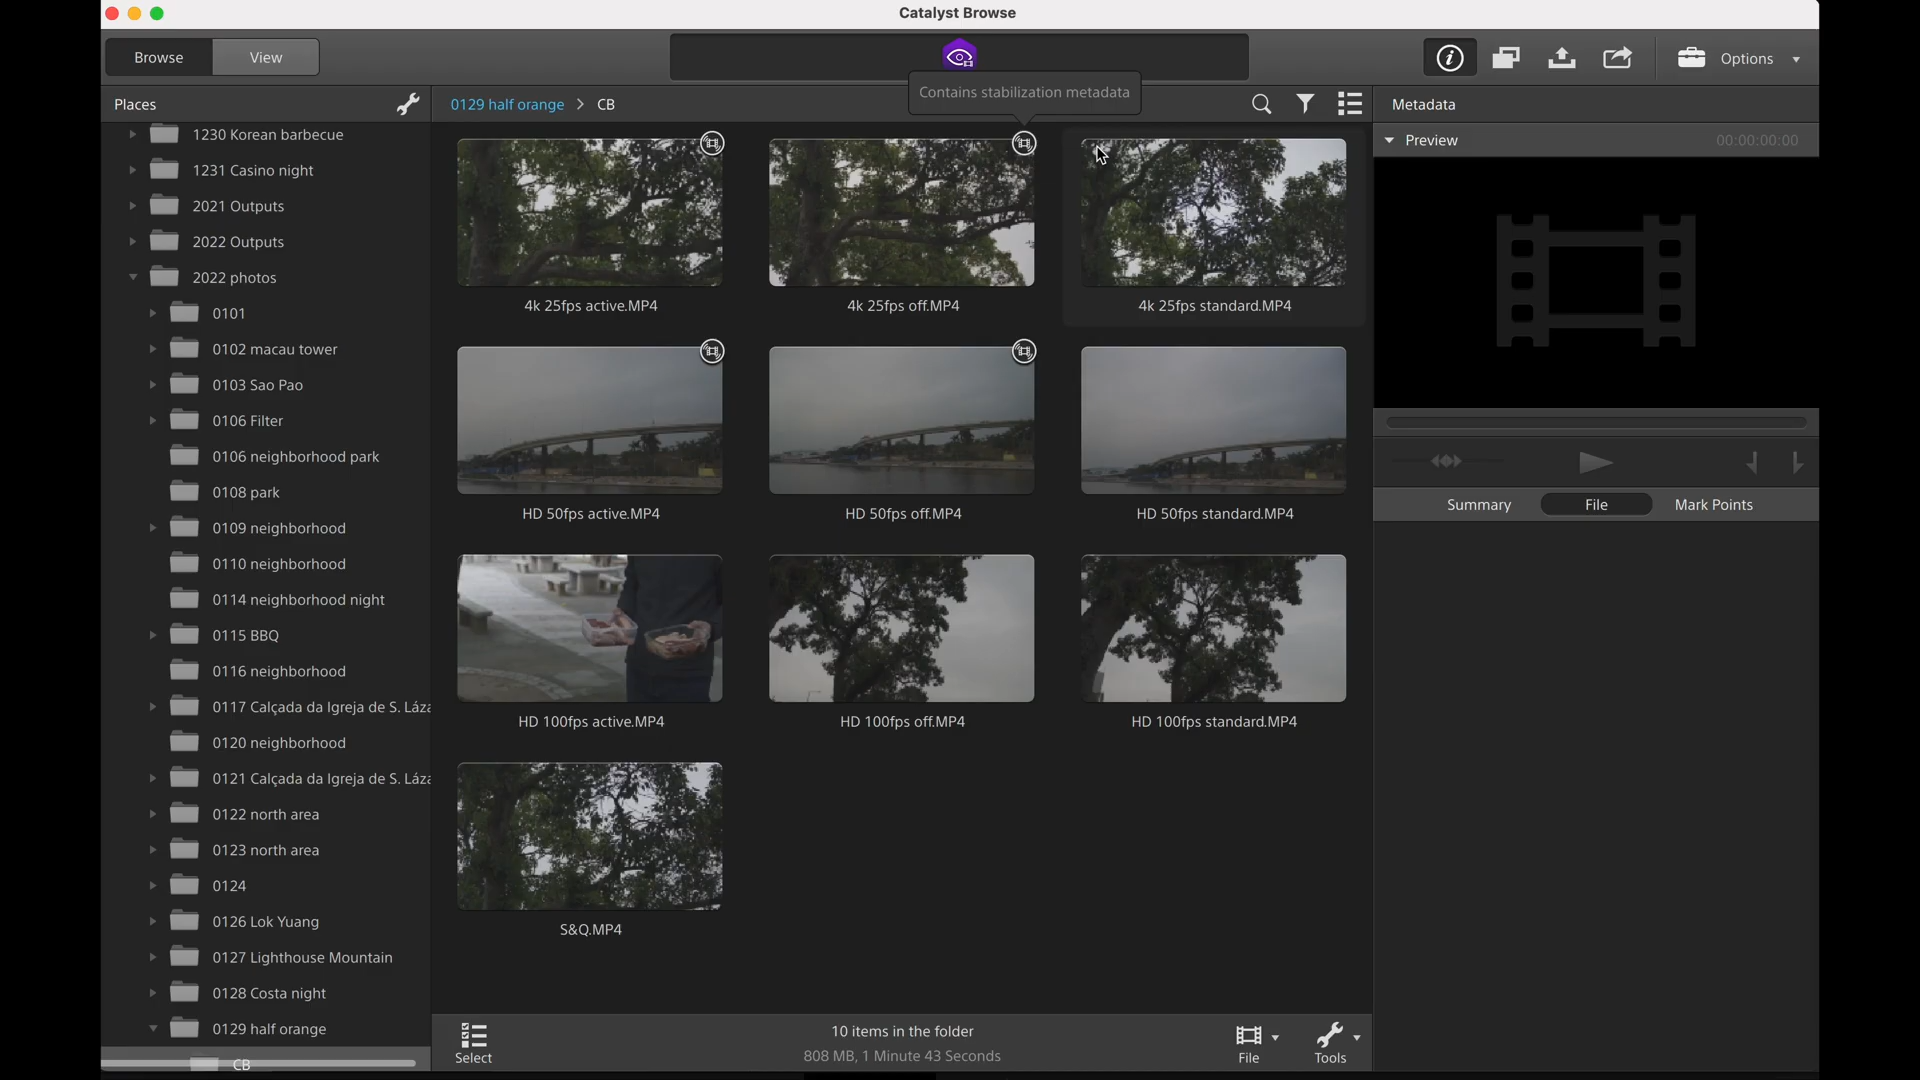 Catalyst Browse
Browse
View
Options
Contains stabilization metadata
Places
0129 half orange > CB
Metadata
Preview
00:00:00:00
1230 Korean barbecue
1231 Casino night
2021 Outputs
2022 Outputs
2022 photos
0101
0102 macau tower
0103 Sao Pao
0106 Filter
0106 neighborhood park
0108 park
0109 neighborhood
0110 neighborhood
0114 neighborhood night
0115 BBQ
0116 neighborhood
0117 Calçada da Igreja de S. Láza
0120 neighborhood
0121 Calçada da Igreja de S. Láza
0122 north area
0123 north area
0124
0126 Lok Yuang
0127 Lighthouse Mountain
0128 Costa night
0129 half orange
CB
4k 25fps active.MP4
4k 25fps off.MP4
4k 25fps standard.MP4
HD 50fps active.MP4
HD 50fps off.MP4
HD 50fps standard.MP4
HD 100fps active.MP4
HD 100fps off.MP4
HD 100fps standard.MP4
S&Q.MP4
Summary
File
Mark Points
Select
10 items in the folder
808 MB, 1 Minute 43 Seconds
File
Tools